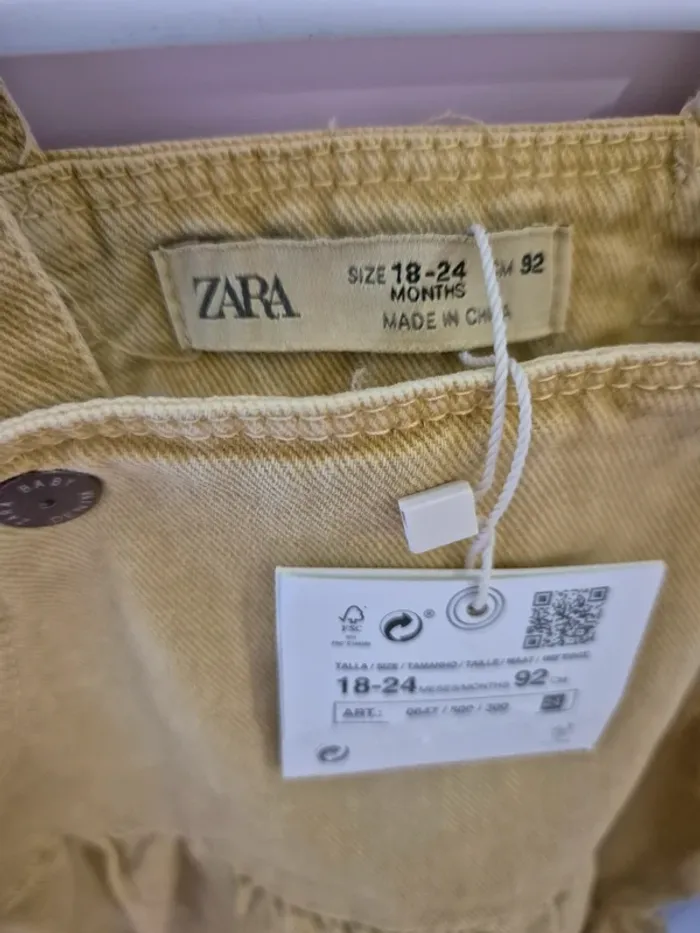 ZARA
SIZE 18-24 CM 92
MONTHS
MADE IN CHINA
BABY
FSC
®
TALLA / SIZE / TAMANHO / TAILLE / MAAT /
18-24 MESES/MONTHS 92 CM
ART.: